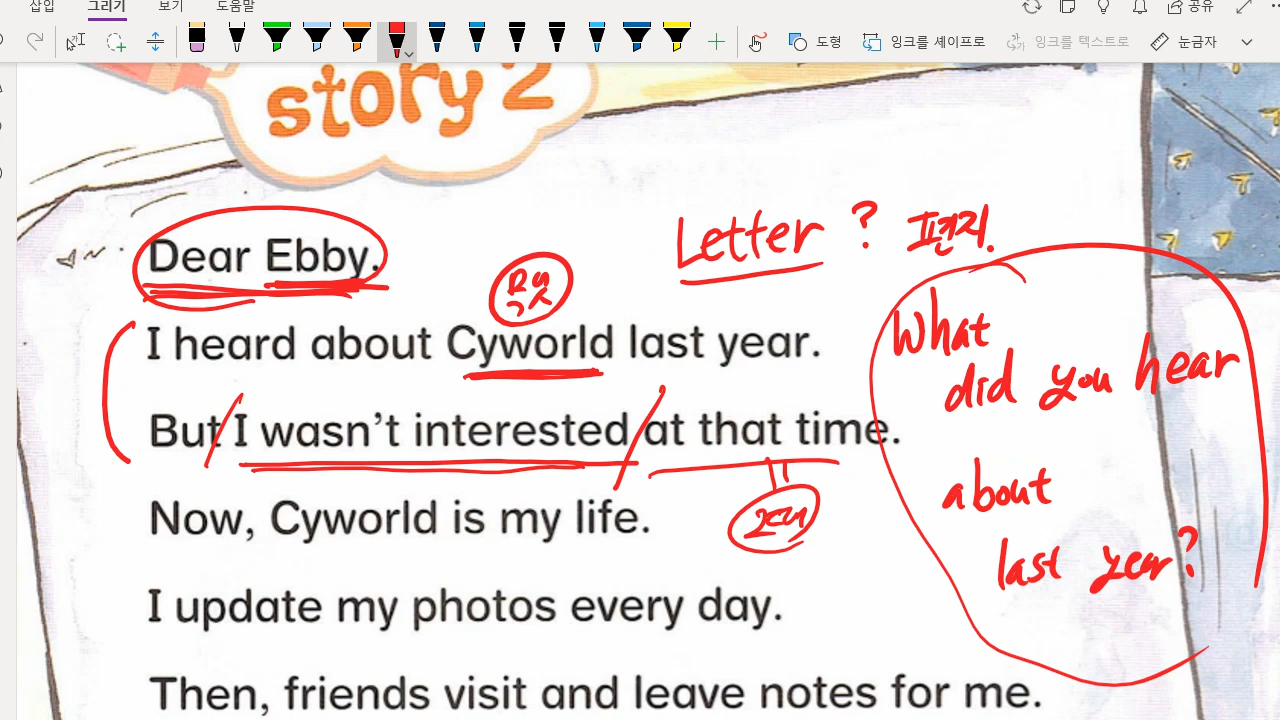 삽입 그리기 보기 도움말
공유
도형 잉크를 셰이프로 잉크를 텍스트로 눈금자
story 2
Dear Ebby.
Letter ? 편지.
무엇
I heard about Cyworld last year.
What
did you hear
But I wasn't interested at that time.
about
Now, Cyworld is my life.
last year?
I update my photos every day.
Then, friends visit and leave notes for me.